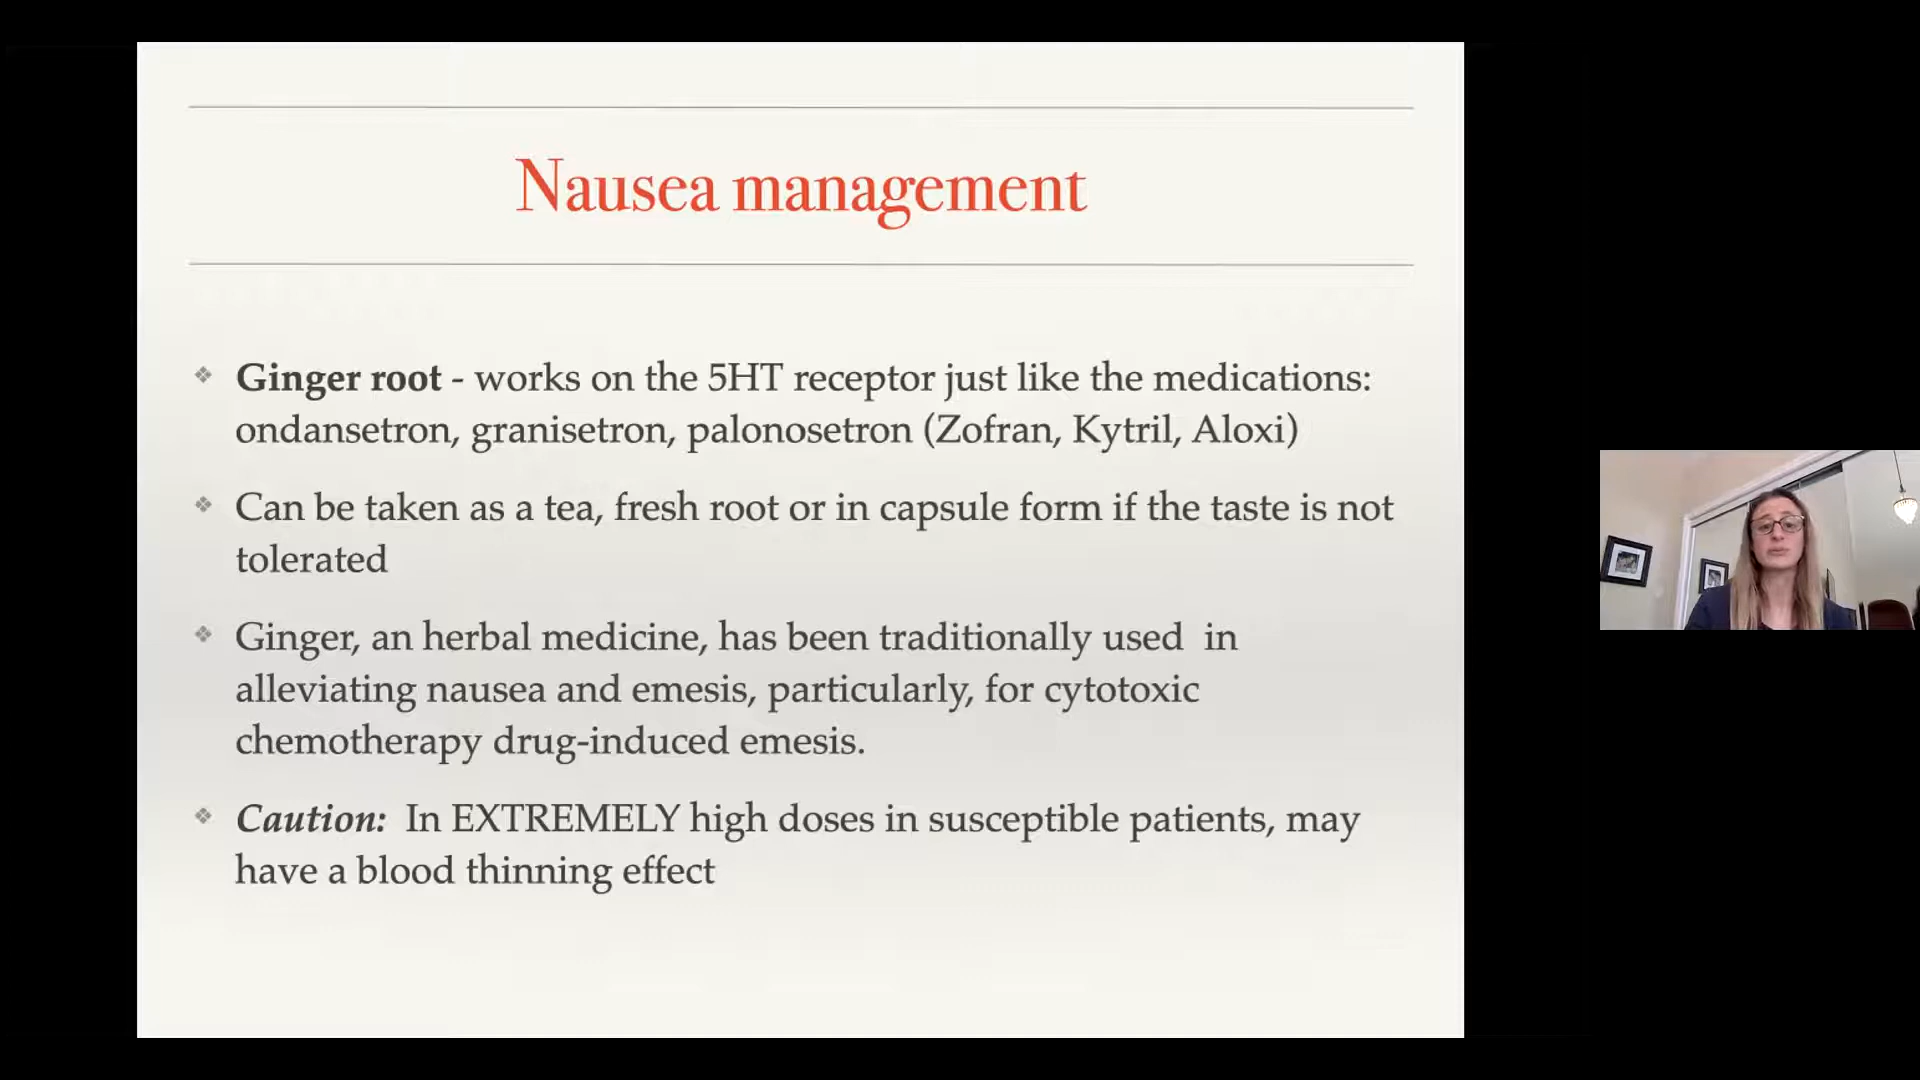 Nausea management
Ginger root - works on the 5HT receptor just like the medications:
ondansetron, granisetron, palonosetron (Zofran, Kytril, Aloxi)
Can be taken as a tea, fresh root or in capsule form if the taste is not
tolerated
Ginger, an herbal medicine, has been traditionally used  in
alleviating nausea and emesis, particularly, for cytotoxic
chemotherapy drug-induced emesis.
Caution:  In EXTREMELY high doses in susceptible patients, may
have a blood thinning effect